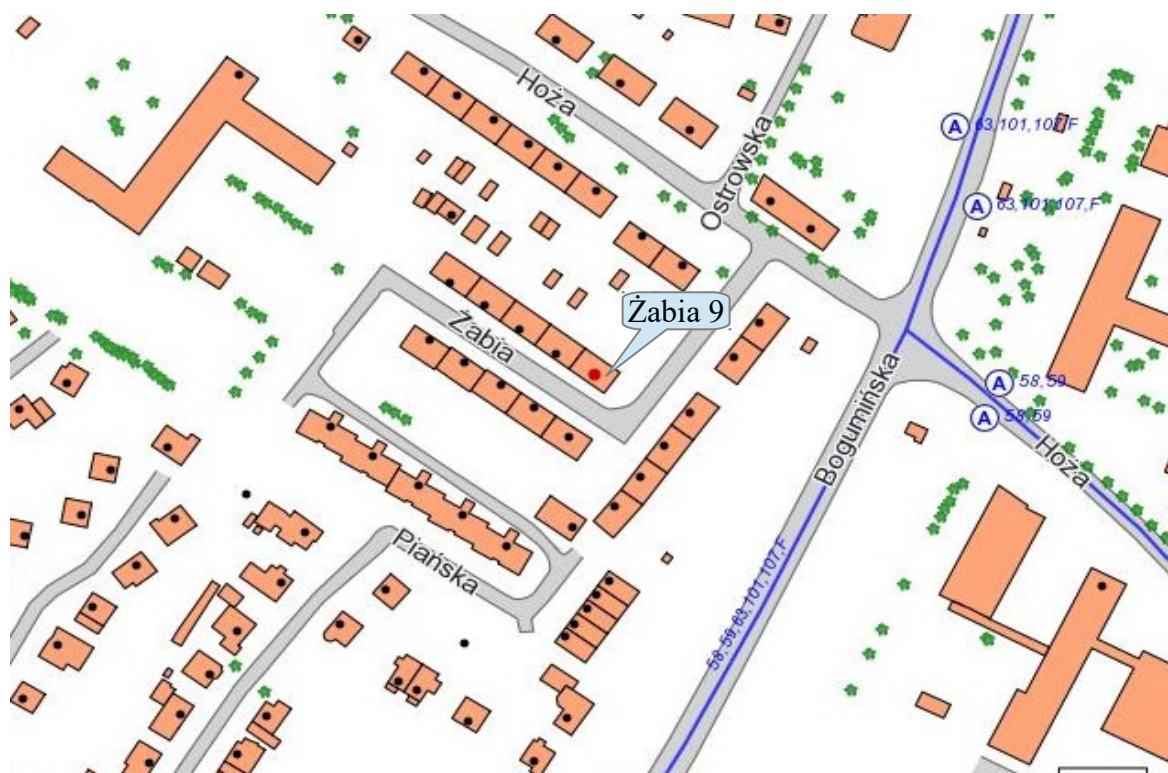 Hoża
Ostrowska
A 63,101,107,F
A 63,101,107,F
Żabia 9
Żabia
Bogumińska
A 58,59
A 58,59
Hoża
Piańska
58,59,63,101,107,F